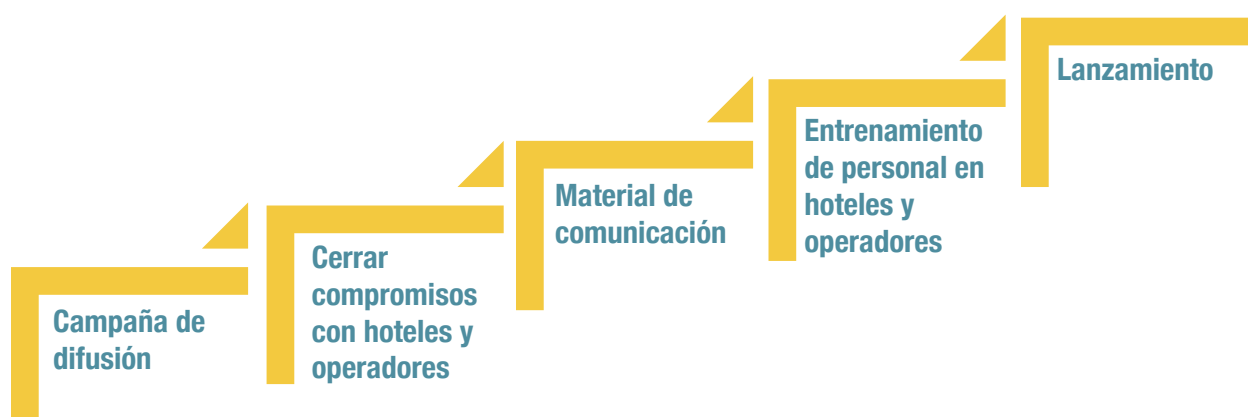 Campaña de
difusión
Cerrar
compromisos
con hoteles y
operadores
Material de
comunicación
Entrenamiento
de personal en
hoteles y
operadores
Lanzamiento